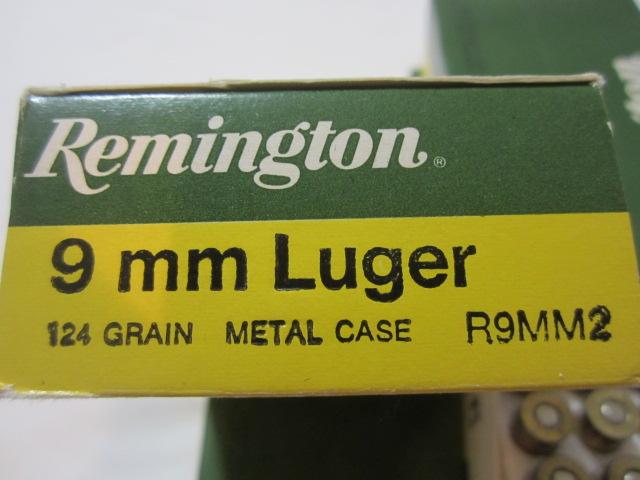 Remington®
9 mm Luger
124 GRAIN METAL CASE R9MM2